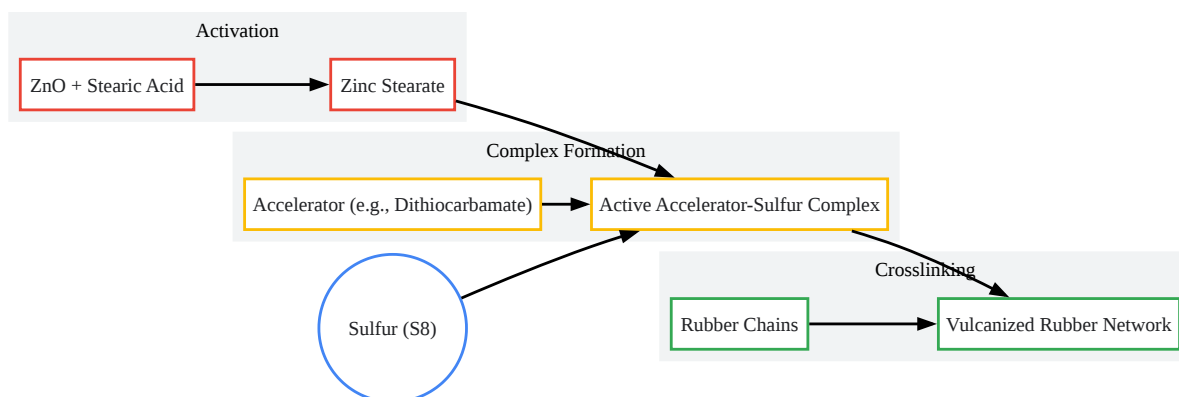 Activation
ZnO + Stearic Acid
Zinc Stearate
Complex Formation
Accelerator (e.g., Dithiocarbamate)
Active Accelerator-Sulfur Complex
Sulfur (S8)
Crosslinking
Rubber Chains
Vulcanized Rubber Network